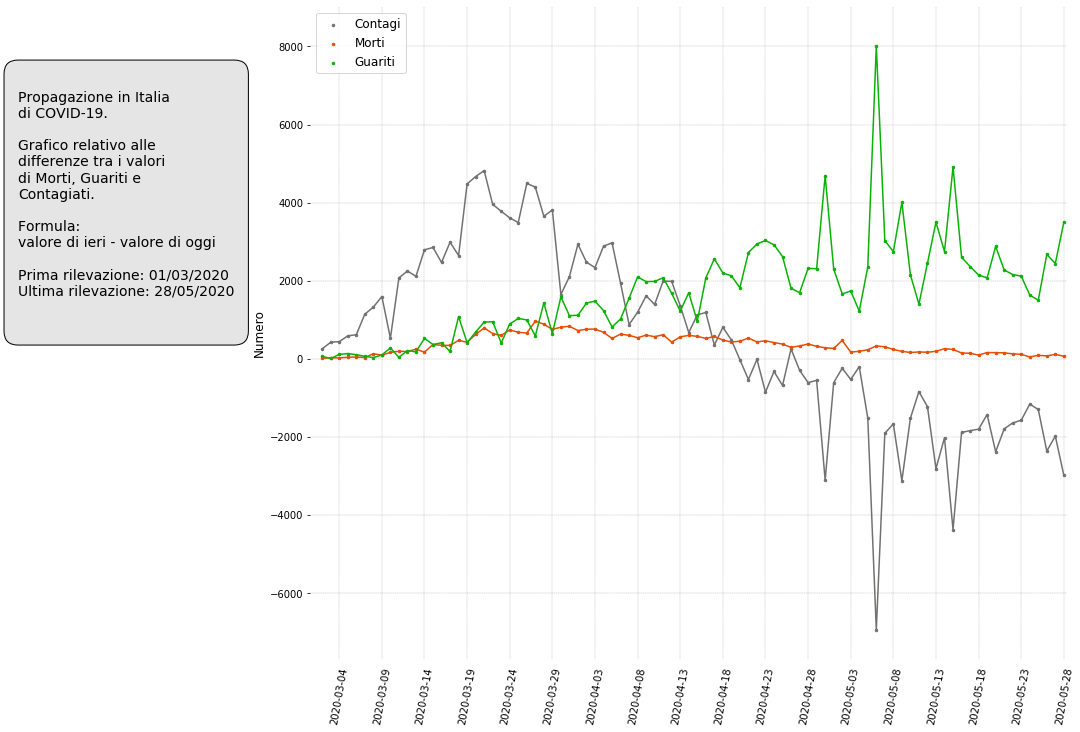 Propagazione in Italia
di COVID-19.
Grafico relativo alle
differenze tra i valori
di Morti, Guariti e
Contagiati.
Formula:
valore di ieri - valore di oggi
Prima rilevazione: 01/03/2020
Ultima rilevazione: 28/05/2020
Numero
8000
6000
4000
2000
0
−2000
−4000
−6000
Contagi
Morti
Guariti
2020-03-04
2020-03-09
2020-03-14
2020-03-19
2020-03-24
2020-03-29
2020-04-03
2020-04-08
2020-04-13
2020-04-18
2020-04-23
2020-04-28
2020-05-03
2020-05-08
2020-05-13
2020-05-18
2020-05-23
2020-05-28